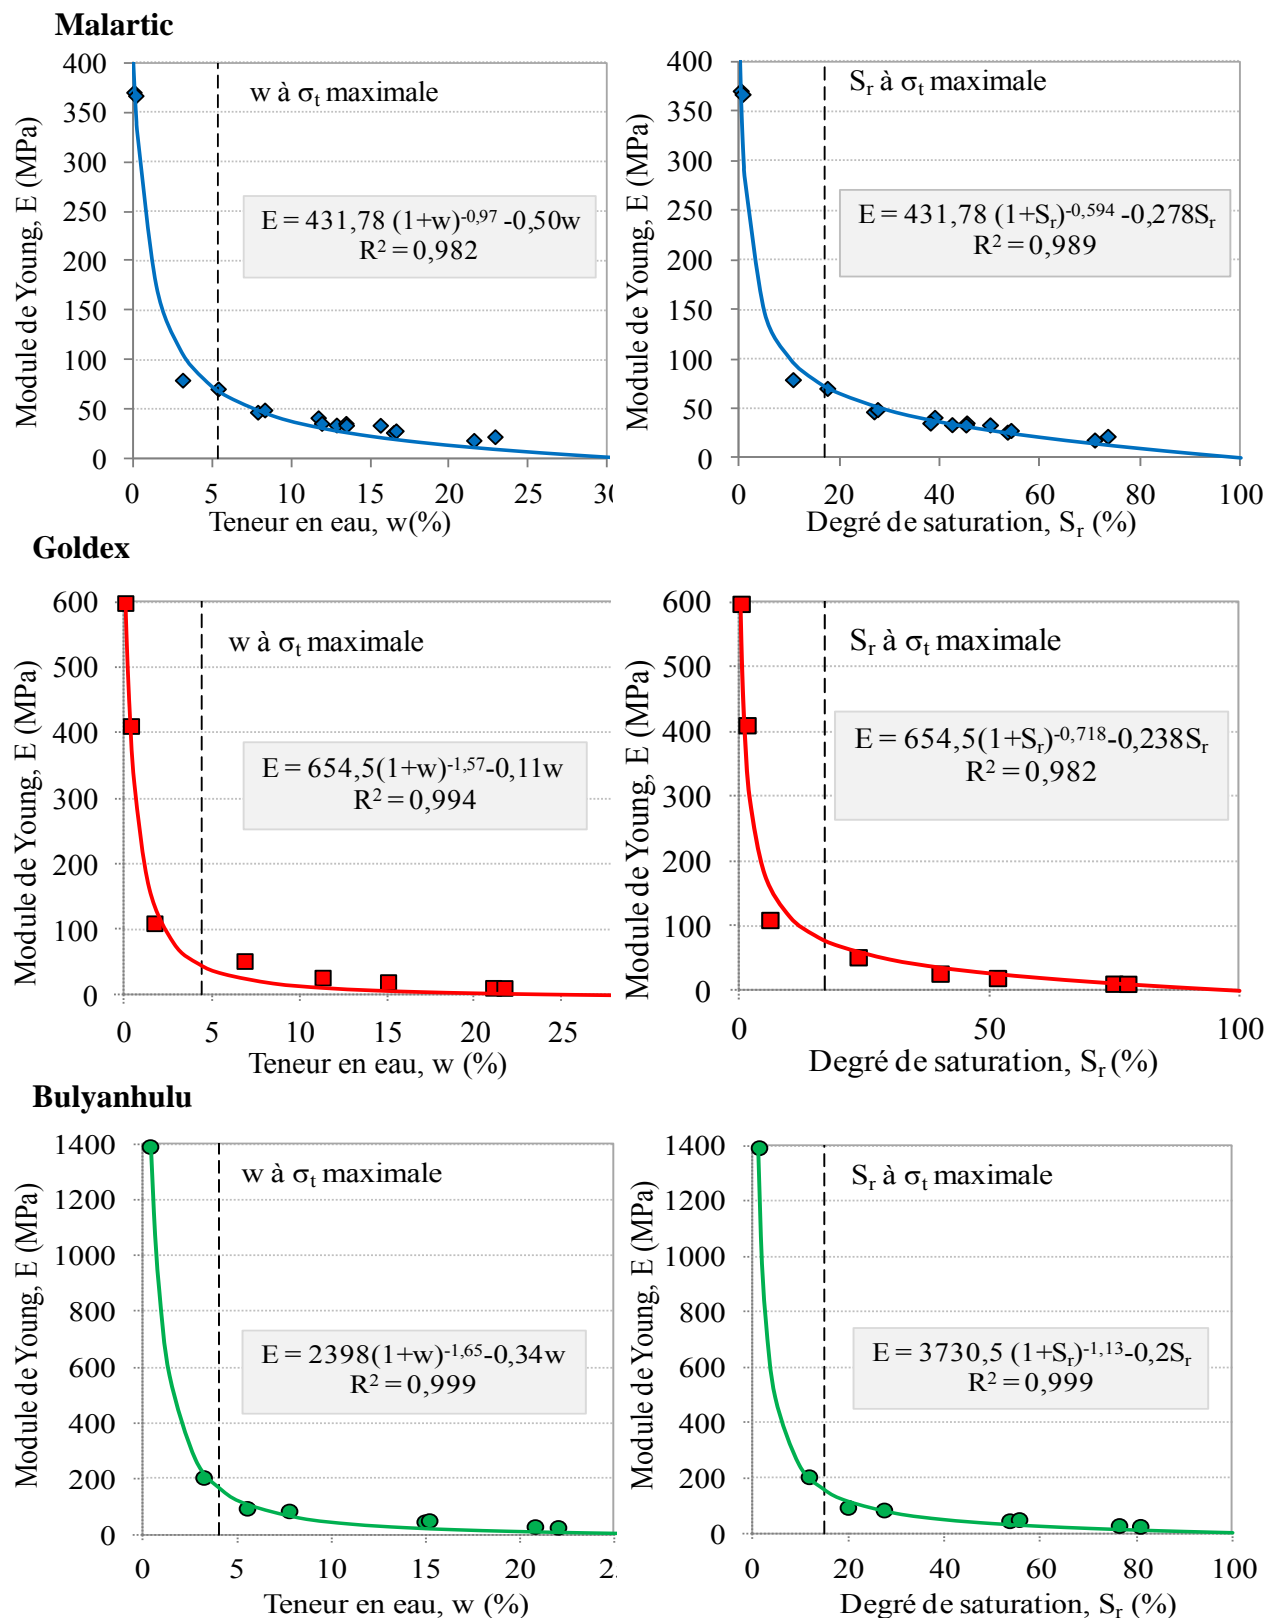 Malartic
400
350
300
250
200
150
100
50
0
Module de Young, E (MPa)
w à σt maximale
E = 431,78 (1+w)-0,97 -0,50w
R2 = 0,982
0 5 10 15 20 25 30
Teneur en eau, w(%)
400
350
300
250
200
150
100
50
0
Module de Young, E (MPa)
Sr à σt maximale
E = 431,78 (1+Sr)-0,594 -0,278Sr
R2 = 0,989
0 20 40 60 80 100
Degré de saturation, Sr (%)
Goldex
600
500
400
300
200
100
0
Module de Young, E (MPa)
w à σt maximale
E = 654,5(1+w)-1,57-0,11w
R2 = 0,994
0 5 10 15 20 25
Teneur en eau, w (%)
600
500
400
300
200
100
0
Module de Young, E (MPa)
Sr à σt maximale
E = 654,5(1+Sr)-0,718-0,238Sr
R2 = 0,982
0 50 100
Degré de saturation, Sr (%)
Bulyanhulu
1400
1200
1000
800
600
400
200
0
Module de Young, E (MPa)
w à σt maximale
E = 2398(1+w)-1,65-0,34w
R2 = 0,999
0 5 10 15 20
Teneur en eau, w (%)
1400
1200
1000
800
600
400
200
0
Module de Young, E (MPa)
Sr à σt maximale
E = 3730,5 (1+Sr)-1,13-0,2Sr
R2 = 0,999
0 20 40 60 80 100
Degré de saturation, Sr (%)